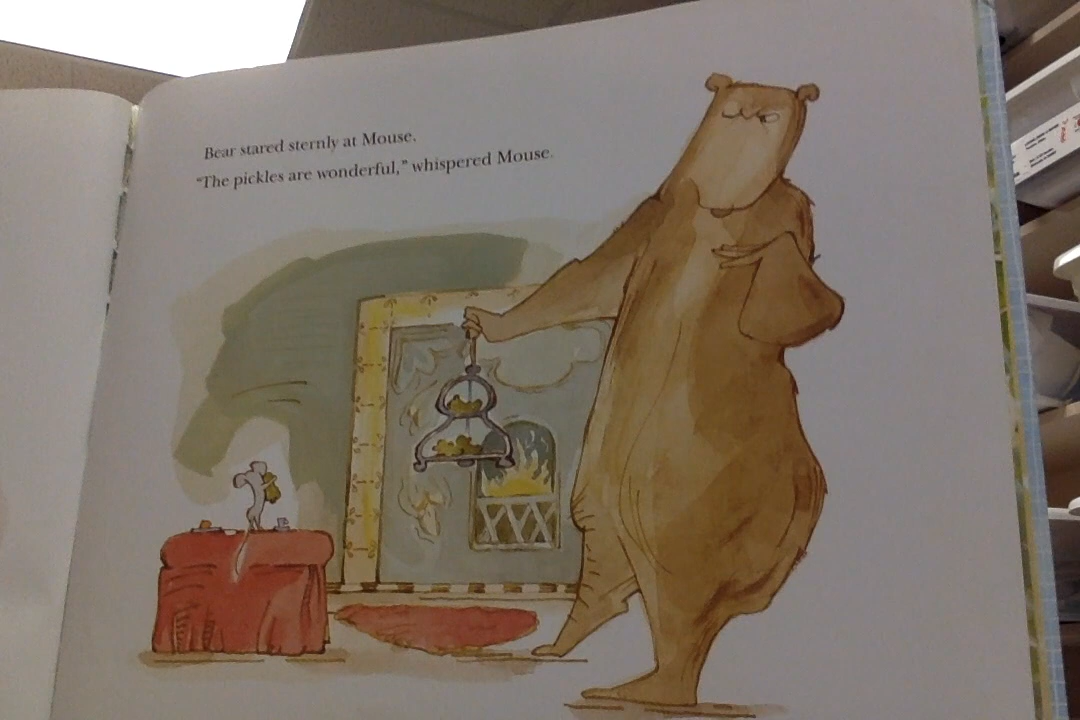 Bear stared sternly at Mouse.
“The pickles are wonderful,” whispered Mouse.